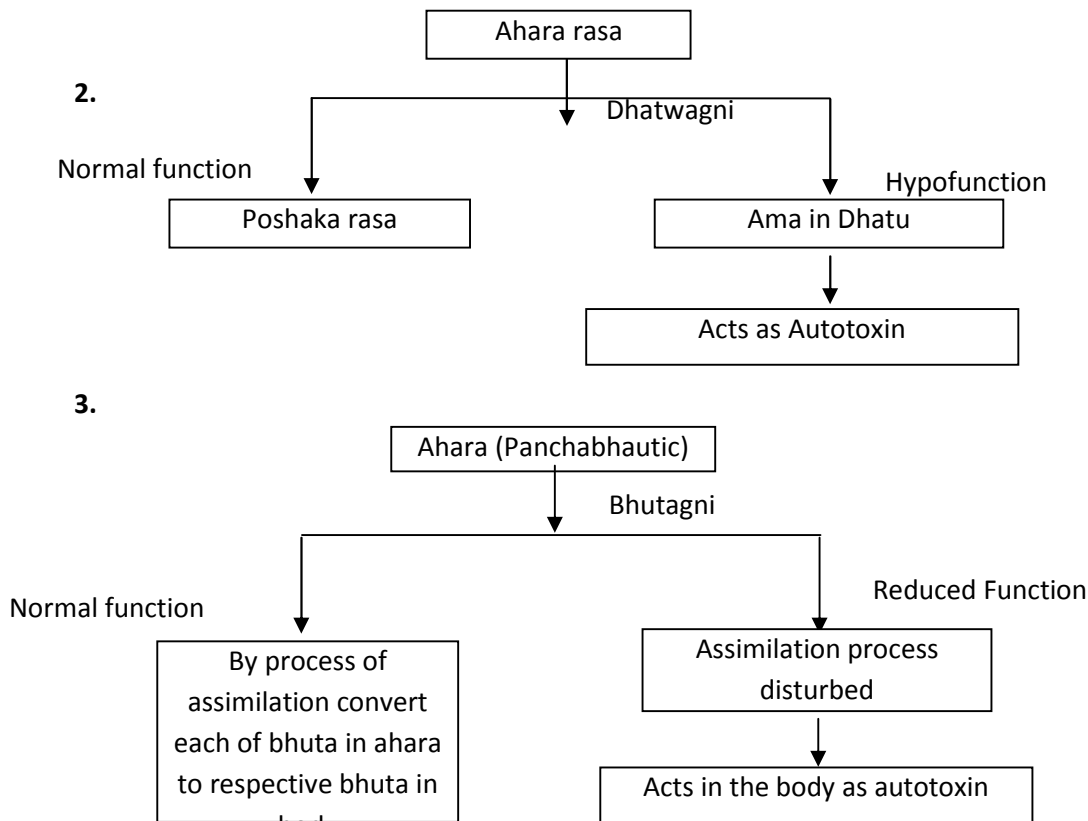 Ahara rasa
2.
Dhatwagni
Normal function
Hypofunction
Poshaka rasa
Ama in Dhatu
Acts as Autotoxin
3.
Ahara (Panchabhautic)
Bhutagni
Normal function
Reduced Function
By process of
assimilation convert
each of bhuta in ahara
to respective bhuta in
Assimilation process
disturbed
Acts in the body as autotoxin